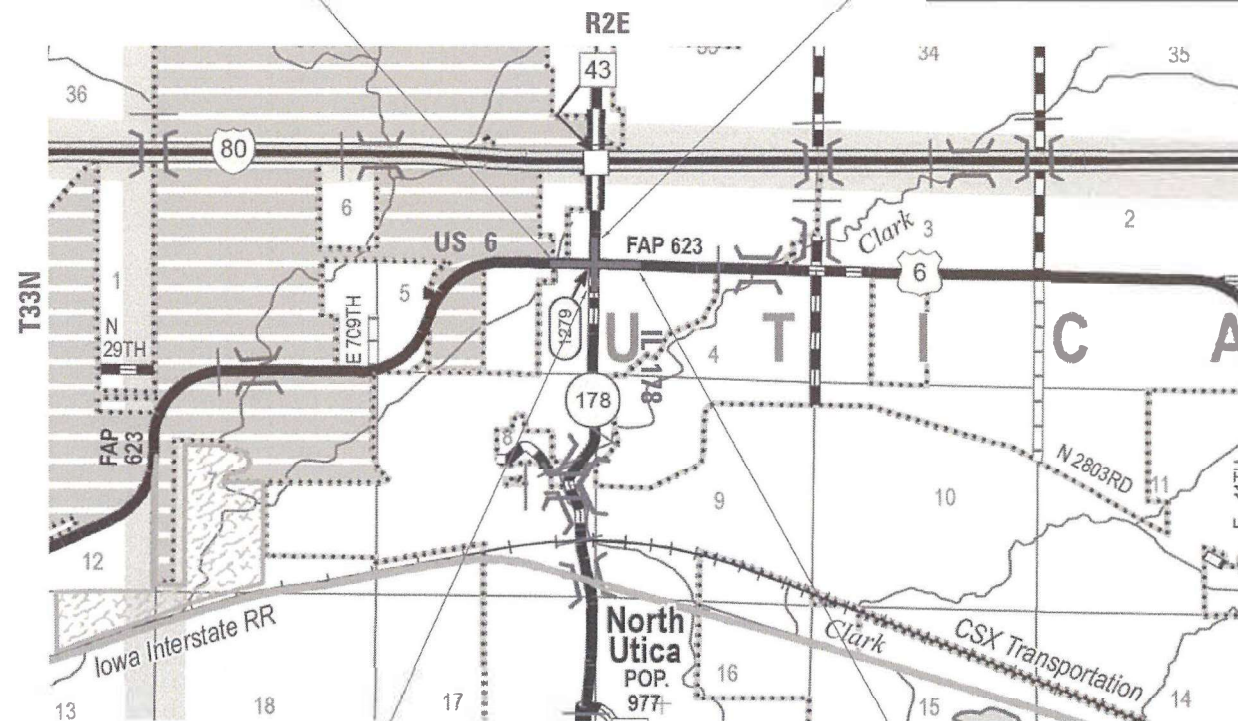 R2E
43
34
35
36
80
6
3
2
Clark
US 6
FAP 623
6
T33N
1
5
N
29TH
E 709TH
1279
U T I C A
IL 178
4
178
FAP
623
8
9
10
N 2803RD
11
12
Iowa Interstate RR
North
Utica
POP.
977
Clark
CSX Transportation
13
18
17
16
15
14